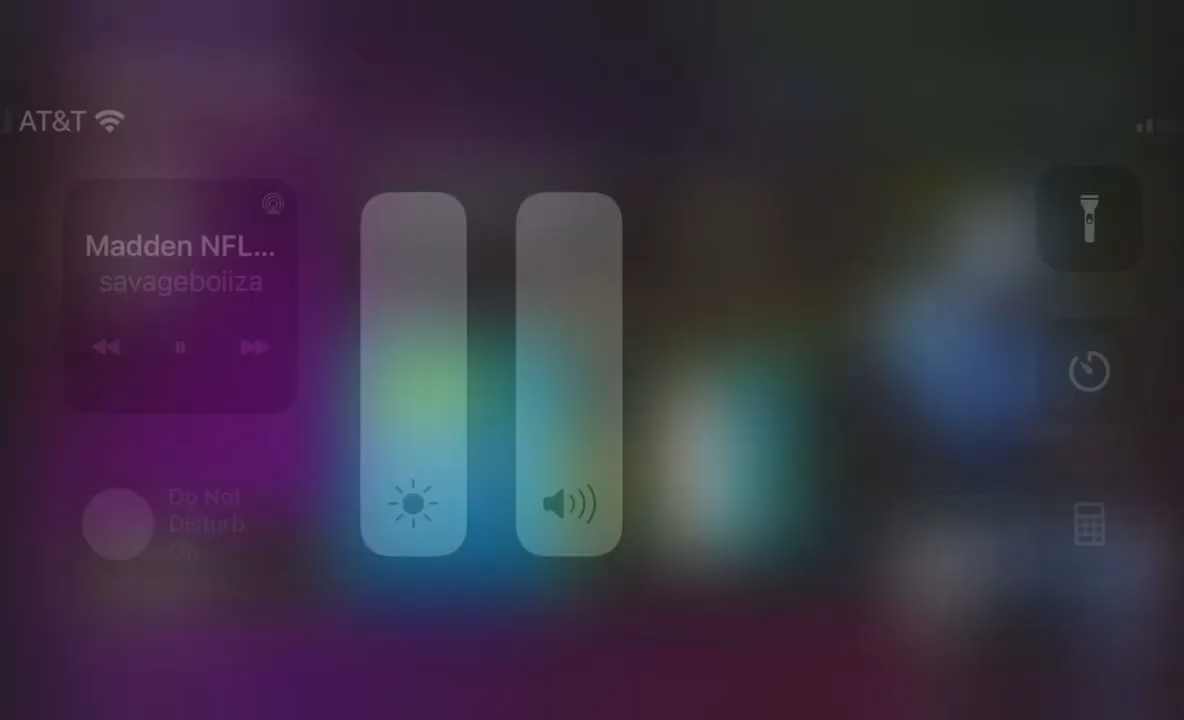 AT&T
Madden NFL...
savageboiiza
Do Not
Disturb
On